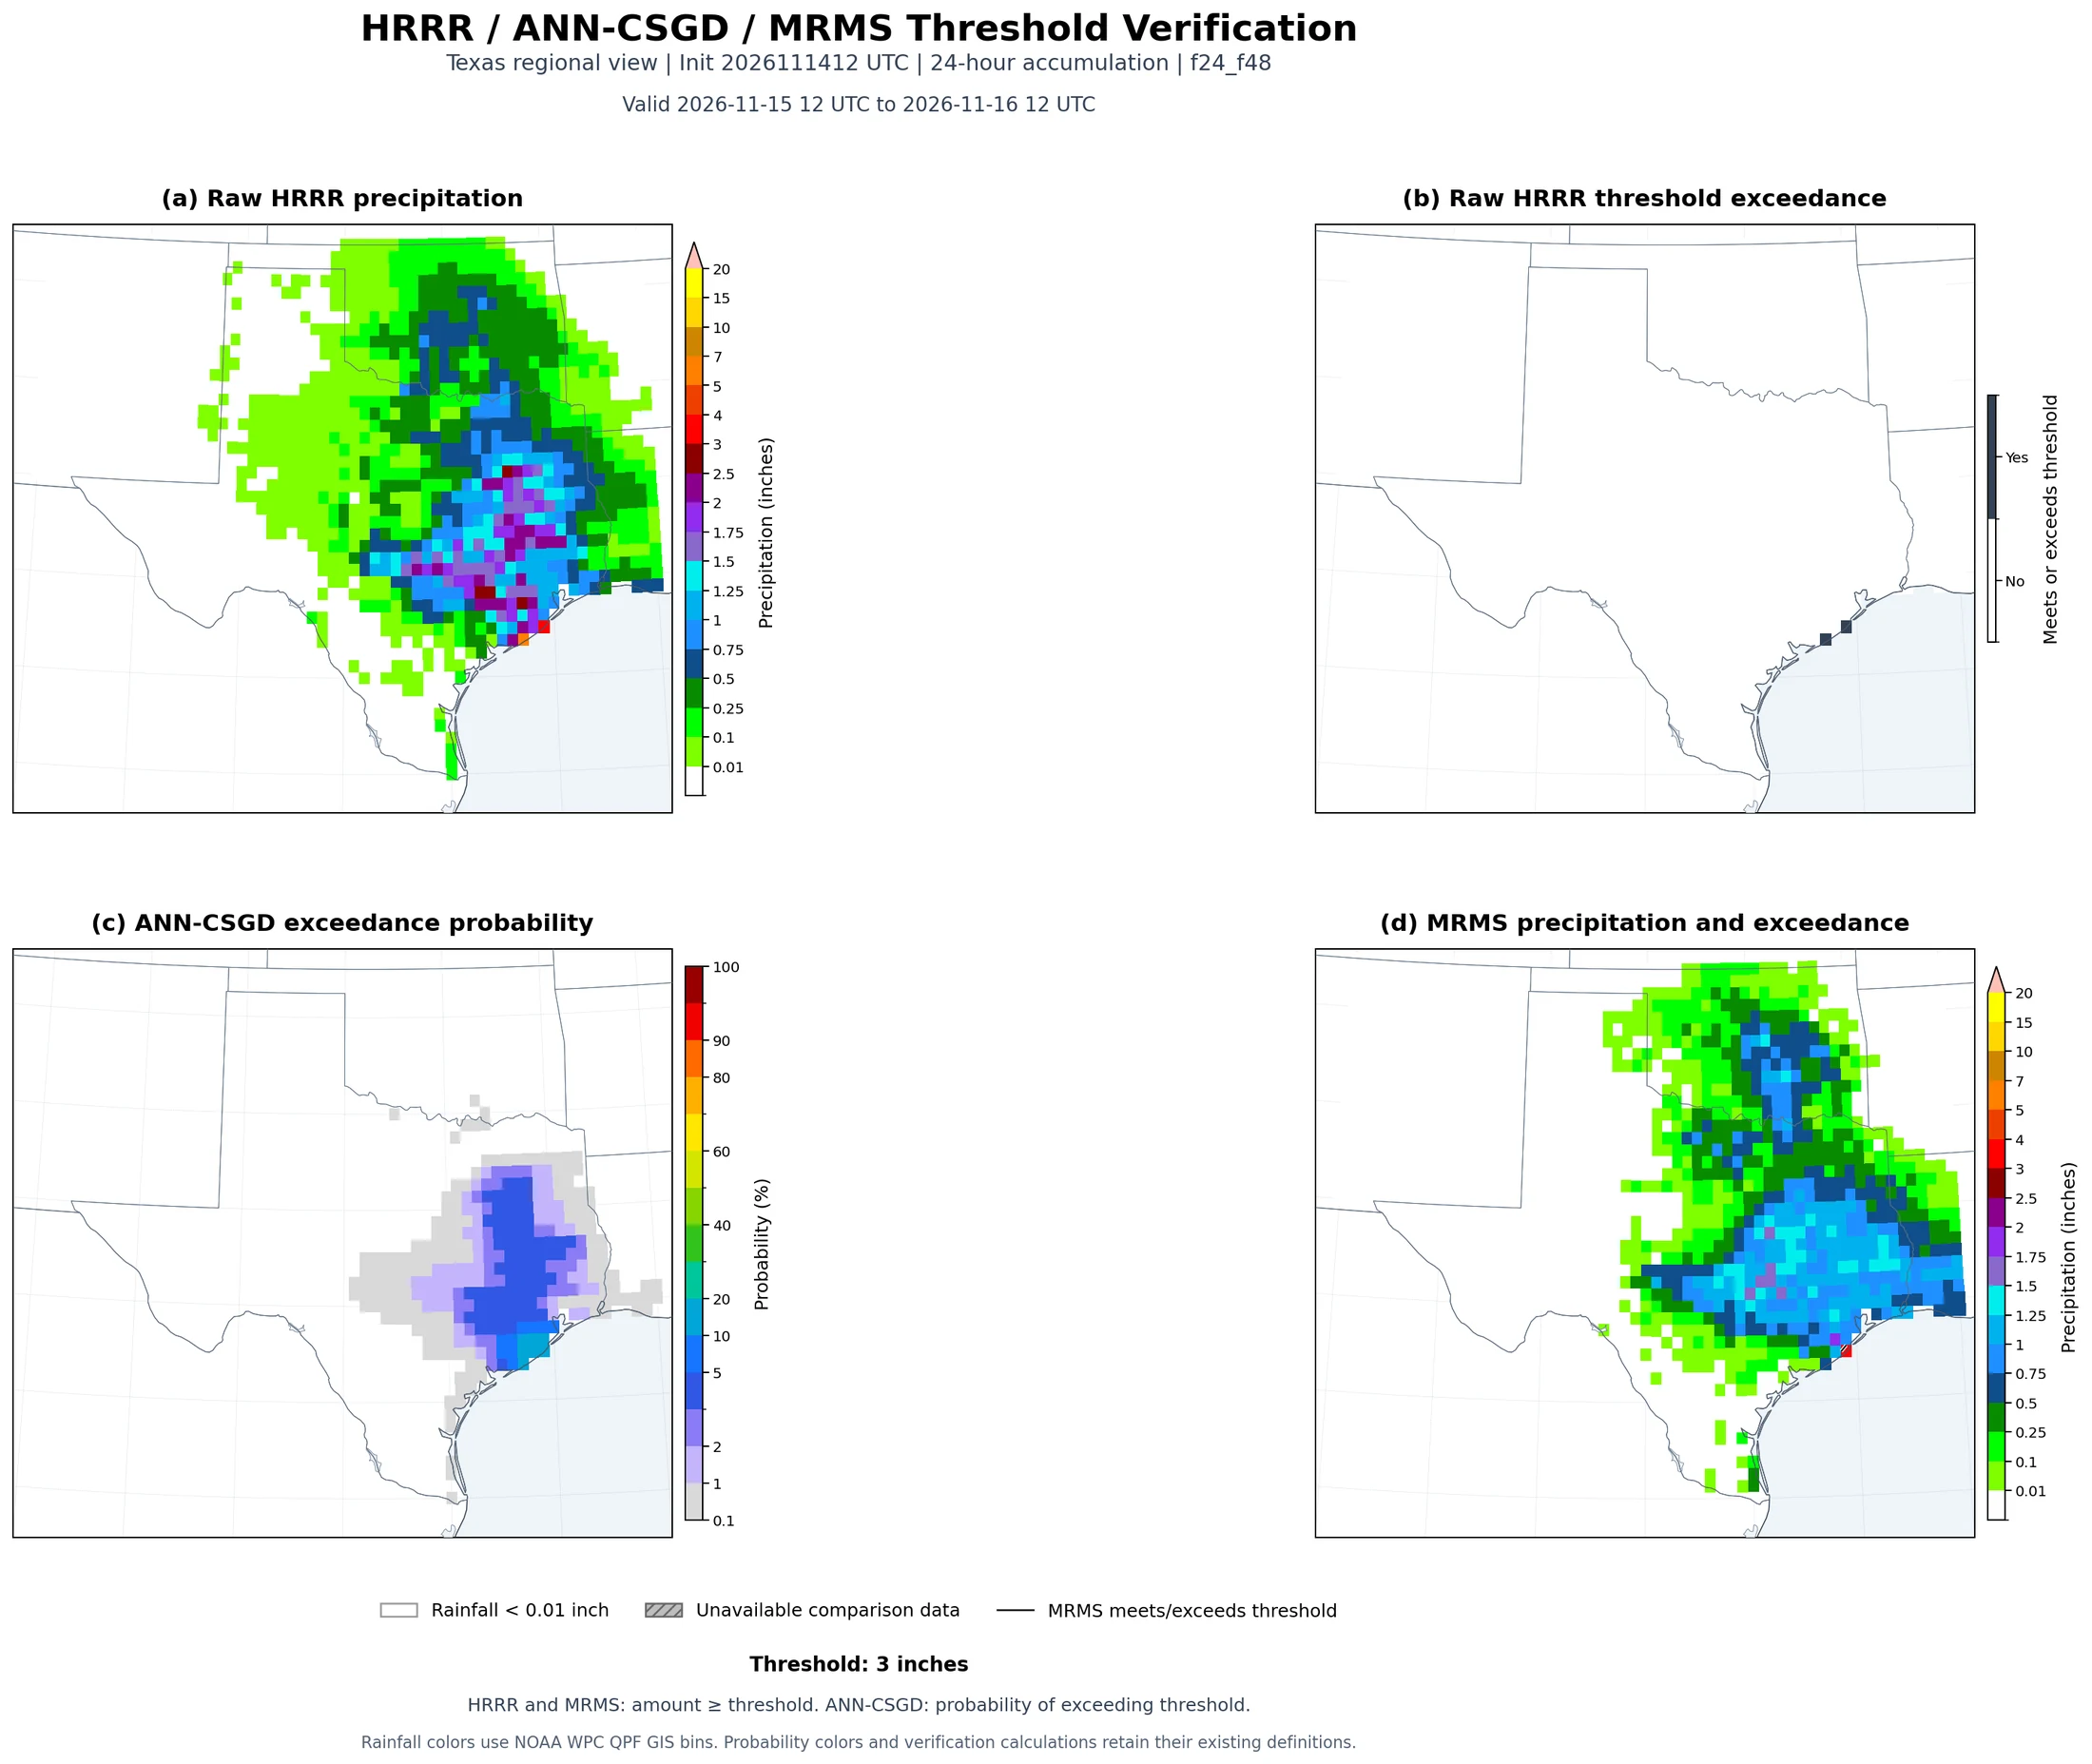 HRRR / ANN-CSGD / MRMS Threshold Verification
Texas regional view | Init 2026111412 UTC | 24-hour accumulation | f24_f48
Valid 2026-11-15 12 UTC to 2026-11-16 12 UTC
(a) Raw HRRR precipitation
20
15
10
7
5
4
3
2.5
2
1.75
1.5
1.25
1
0.75
0.5
0.25
0.1
0.01
Precipitation (inches)
(b) Raw HRRR threshold exceedance
Yes
No
Meets or exceeds threshold
(c) ANN-CSGD exceedance probability
100
90
80
60
40
20
10
5
2
1
0.1
Probability (%)
(d) MRMS precipitation and exceedance
20
15
10
7
5
4
3
2.5
2
1.75
1.5
1.25
1
0.75
0.5
0.25
0.1
0.01
Precipitation (inches)
Rainfall < 0.01 inch
Unavailable comparison data
MRMS meets/exceeds threshold
Threshold: 3 inches
HRRR and MRMS: amount ≥ threshold. ANN-CSGD: probability of exceeding threshold.
Rainfall colors use NOAA WPC QPF GIS bins. Probability colors and verification calculations retain their existing definitions.